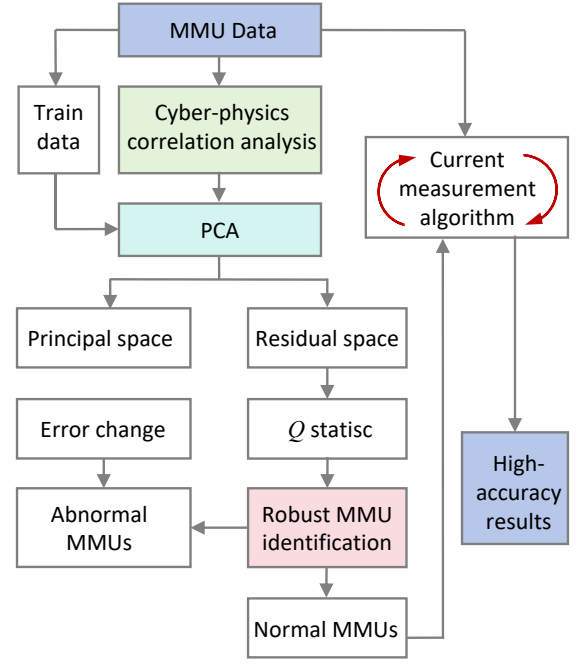 MMU Data
Train
data
Cyber-physics
correlation analysis
Current
measurement
algorithm
PCA
Principal space
Residual space
Error change
Q statisc
High-
accuracy
results
Abnormal
MMUs
Robust MMU
identification
Normal MMUs